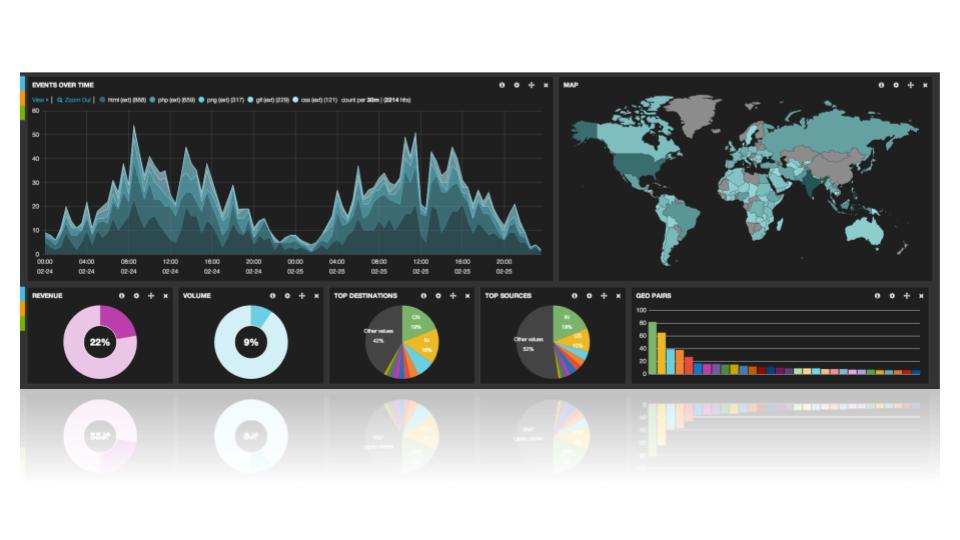 EVENTS OVER TIME
View | Zoom Out | html (ext) (888) php (ext) (659) png (ext) (317) gif (ext) (229) css (ext) (121) count per 30m | (2214 hits)
60
50
40
30
20
10
0
00:00 04:00 08:00 12:00 16:00 20:00 00:00 04:00 08:00 12:00 16:00 20:00
02-24 02-24 02-24 02-24 02-24 02-24 02-25 02-25 02-25 02-25 02-25 02-25
MAP
REVENUE
22%
VOLUME
9%
TOP DESTINATIONS
CN
19%
IN
16%
Other values
42%
TOP SOURCES
IN
19%
US
10%
Other values
52%
GEO PAIRS
100
80
60
40
20
0